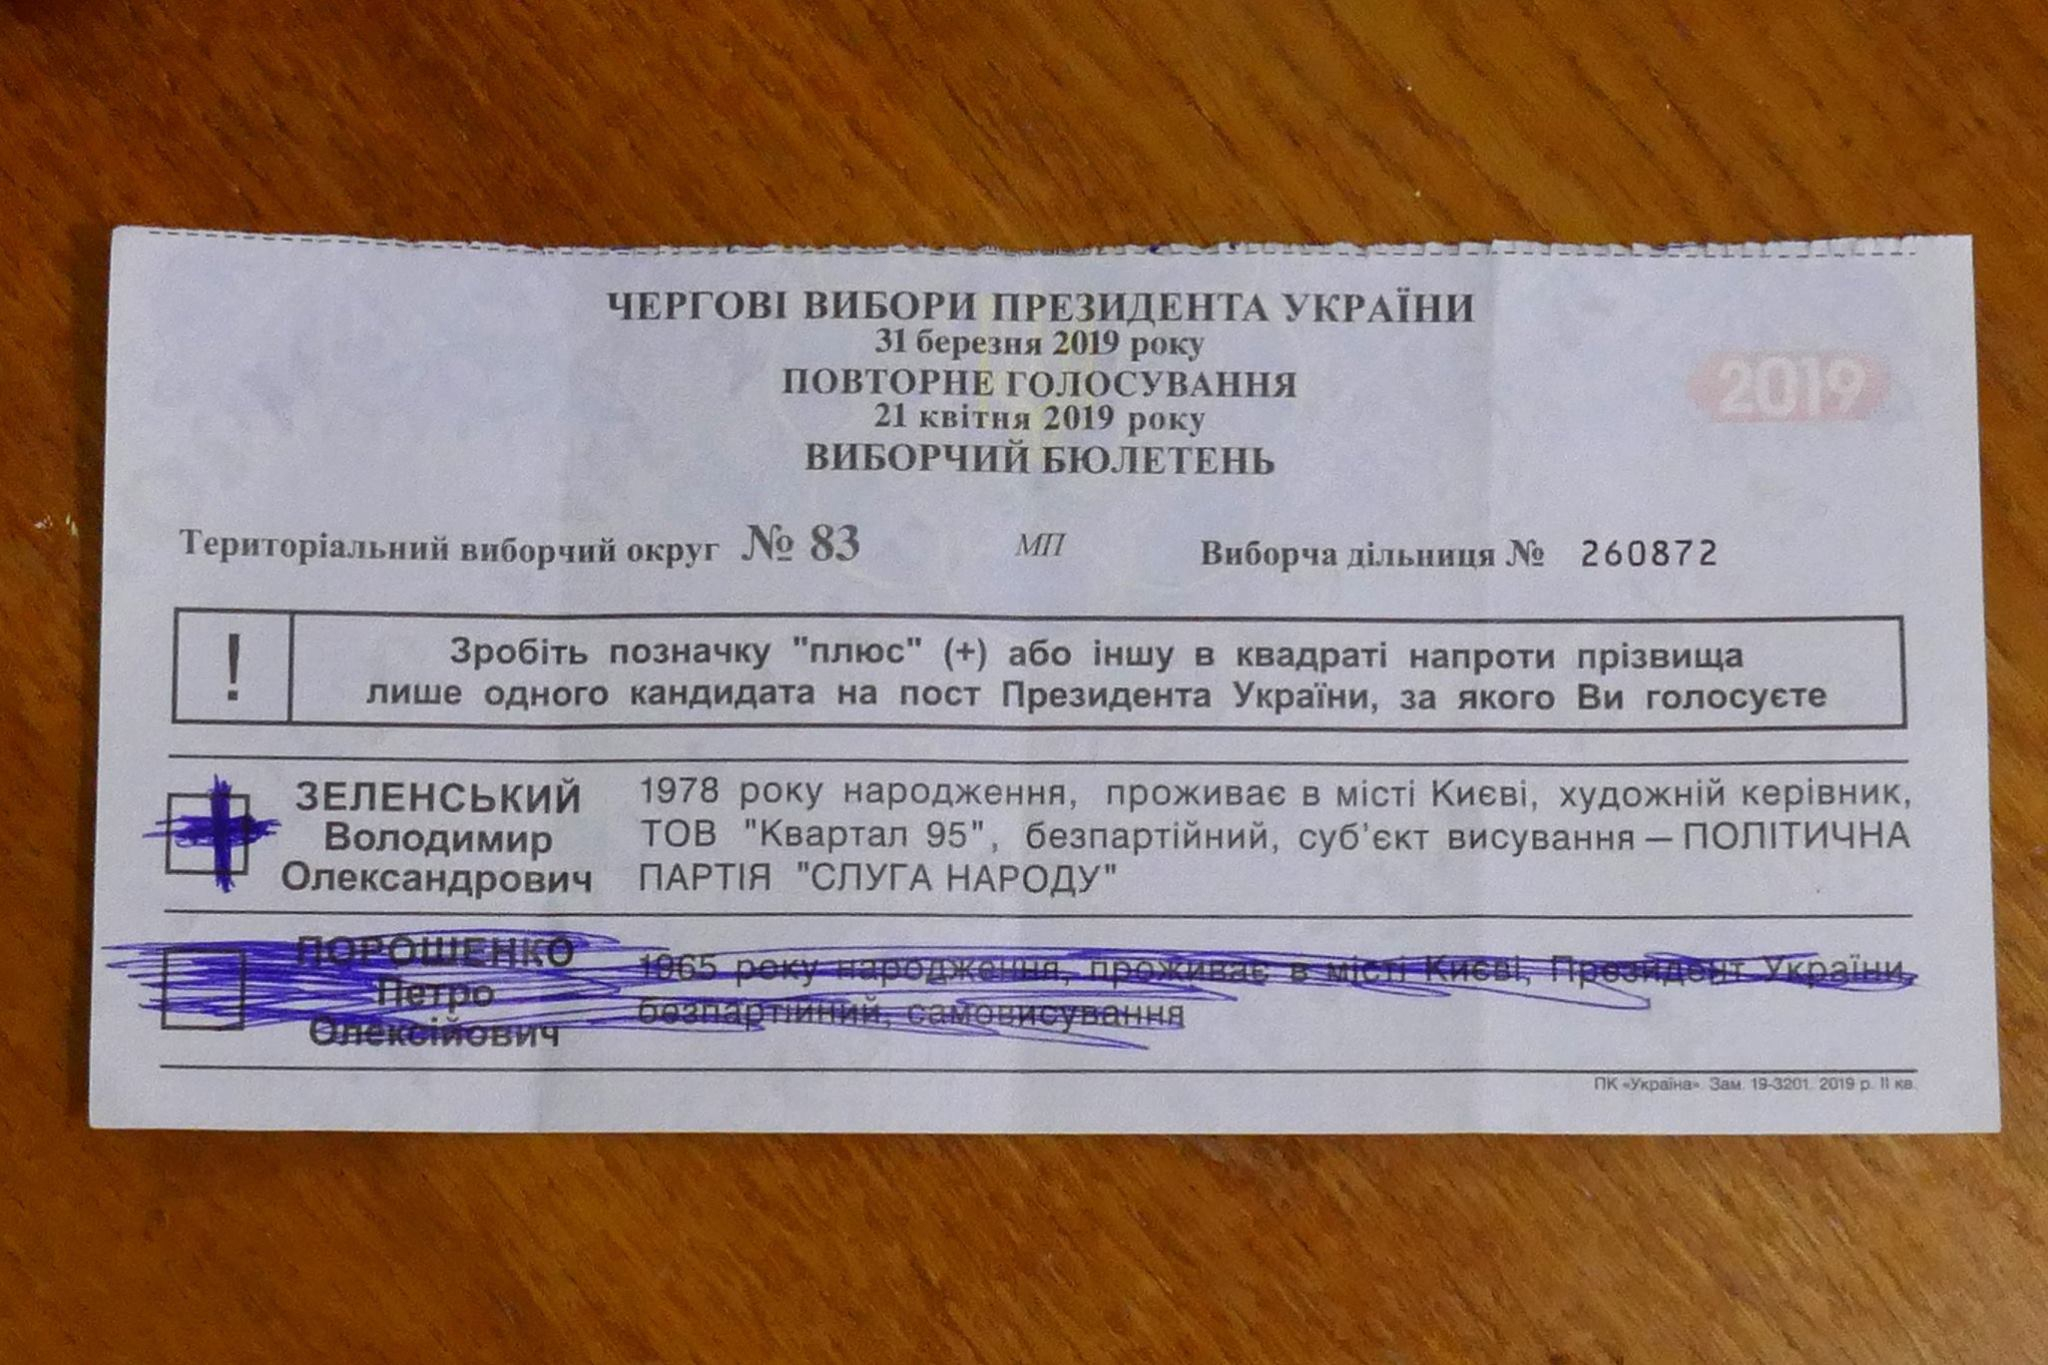 ЧЕРГОВІ ВИБОРИ ПРЕЗИДЕНТА УКРАЇНИ
31 березня 2019 року
ПОВТОРНЕ ГОЛОСУВАННЯ
21 квітня 2019 року
ВИБОРЧИЙ БЮЛЕТЕНЬ
2019
Територіальний виборчий округ № 83 МП Виборча дільниця № 260872
! Зробіть позначку "плюс" (+) або іншу в квадраті напроти прізвища
лише одного кандидата на пост Президента України, за якого Ви голосуєте
ЗЕЛЕНСЬКИЙ 1978 року народження, проживає в місті Києві, художній керівник,
Володимир ТОВ "Квартал 95", безпартійний, суб'єкт висування – ПОЛІТИЧНА
Олександрович ПАРТІЯ "СЛУГА НАРОДУ"
ПОРОШЕНКО 1965 року народження, проживає в місті Києві, Президент України,
Петро безпартійний, самовисування
Олексійович
ПК «Україна». Зам. 19-3201. 2019 р. II кв.